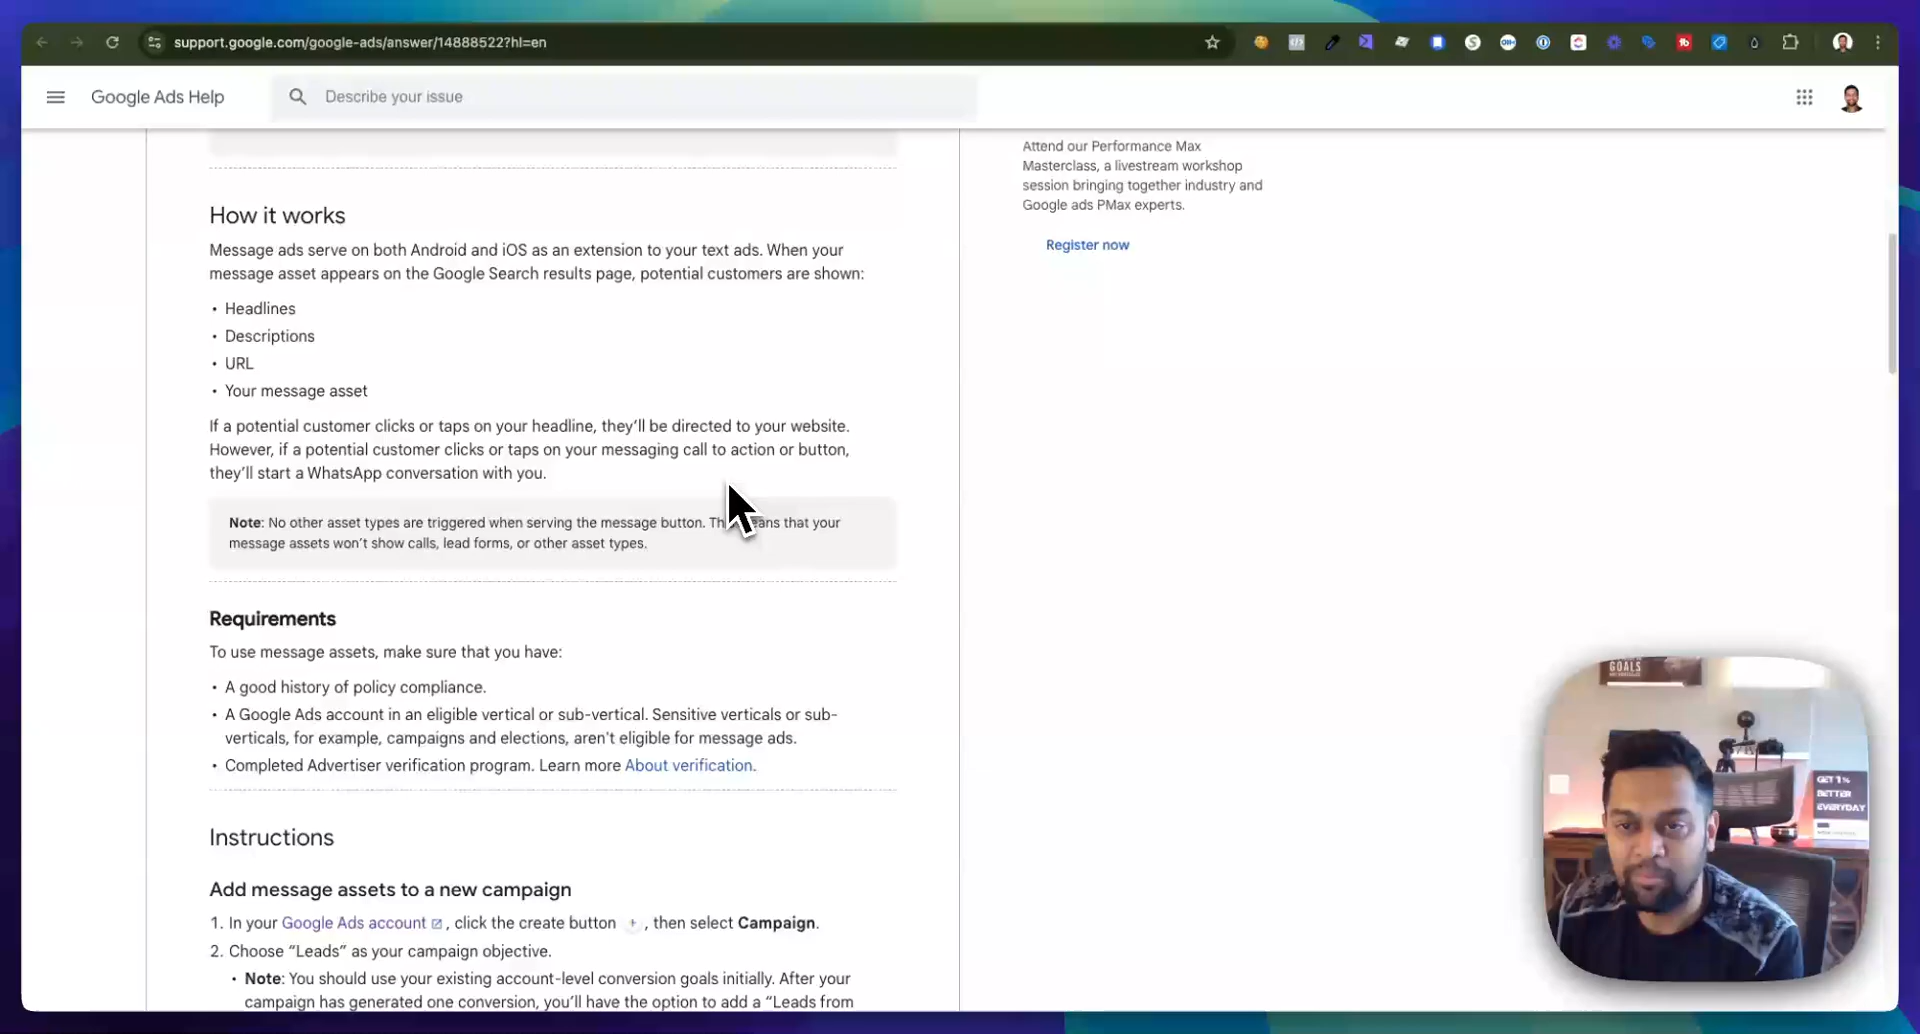 support.google.com/google-ads/answer/14888522?hl=en
Google Ads Help
Describe your issue
Attend our Performance Max
Masterclass, a livestream workshop
session bringing together industry and
Google ads PMax experts.
Register now
How it works
Message ads serve on both Android and iOS as an extension to your text ads. When your
message asset appears on the Google Search results page, potential customers are shown:
• Headlines
• Descriptions
• URL
• Your message asset
If a potential customer clicks or taps on your headline, they'll be directed to your website.
However, if a potential customer clicks or taps on your messaging call to action or button,
they'll start a WhatsApp conversation with you.
Note: No other asset types are triggered when serving the message button. that your
message assets won't show calls, lead forms, or other asset types.
Requirements
To use message assets, make sure that you have:
• A good history of policy compliance.
• A Google Ads account in an eligible vertical or sub-vertical. Sensitive verticals or sub-
verticals, for example, campaigns and elections, aren't eligible for message ads.
• Completed Advertiser verification program. Learn more About verification.
Instructions
Add message assets to a new campaign
1. In your Google Ads account , click the create button + , then select Campaign.
2. Choose “Leads” as your campaign objective.
• Note: You should use your existing account-level conversion goals initially. After your
campaign has generated one conversion, you'll have the option to add a “Leads from
GOALS
GET 1%
BETTER
EVERYDAY